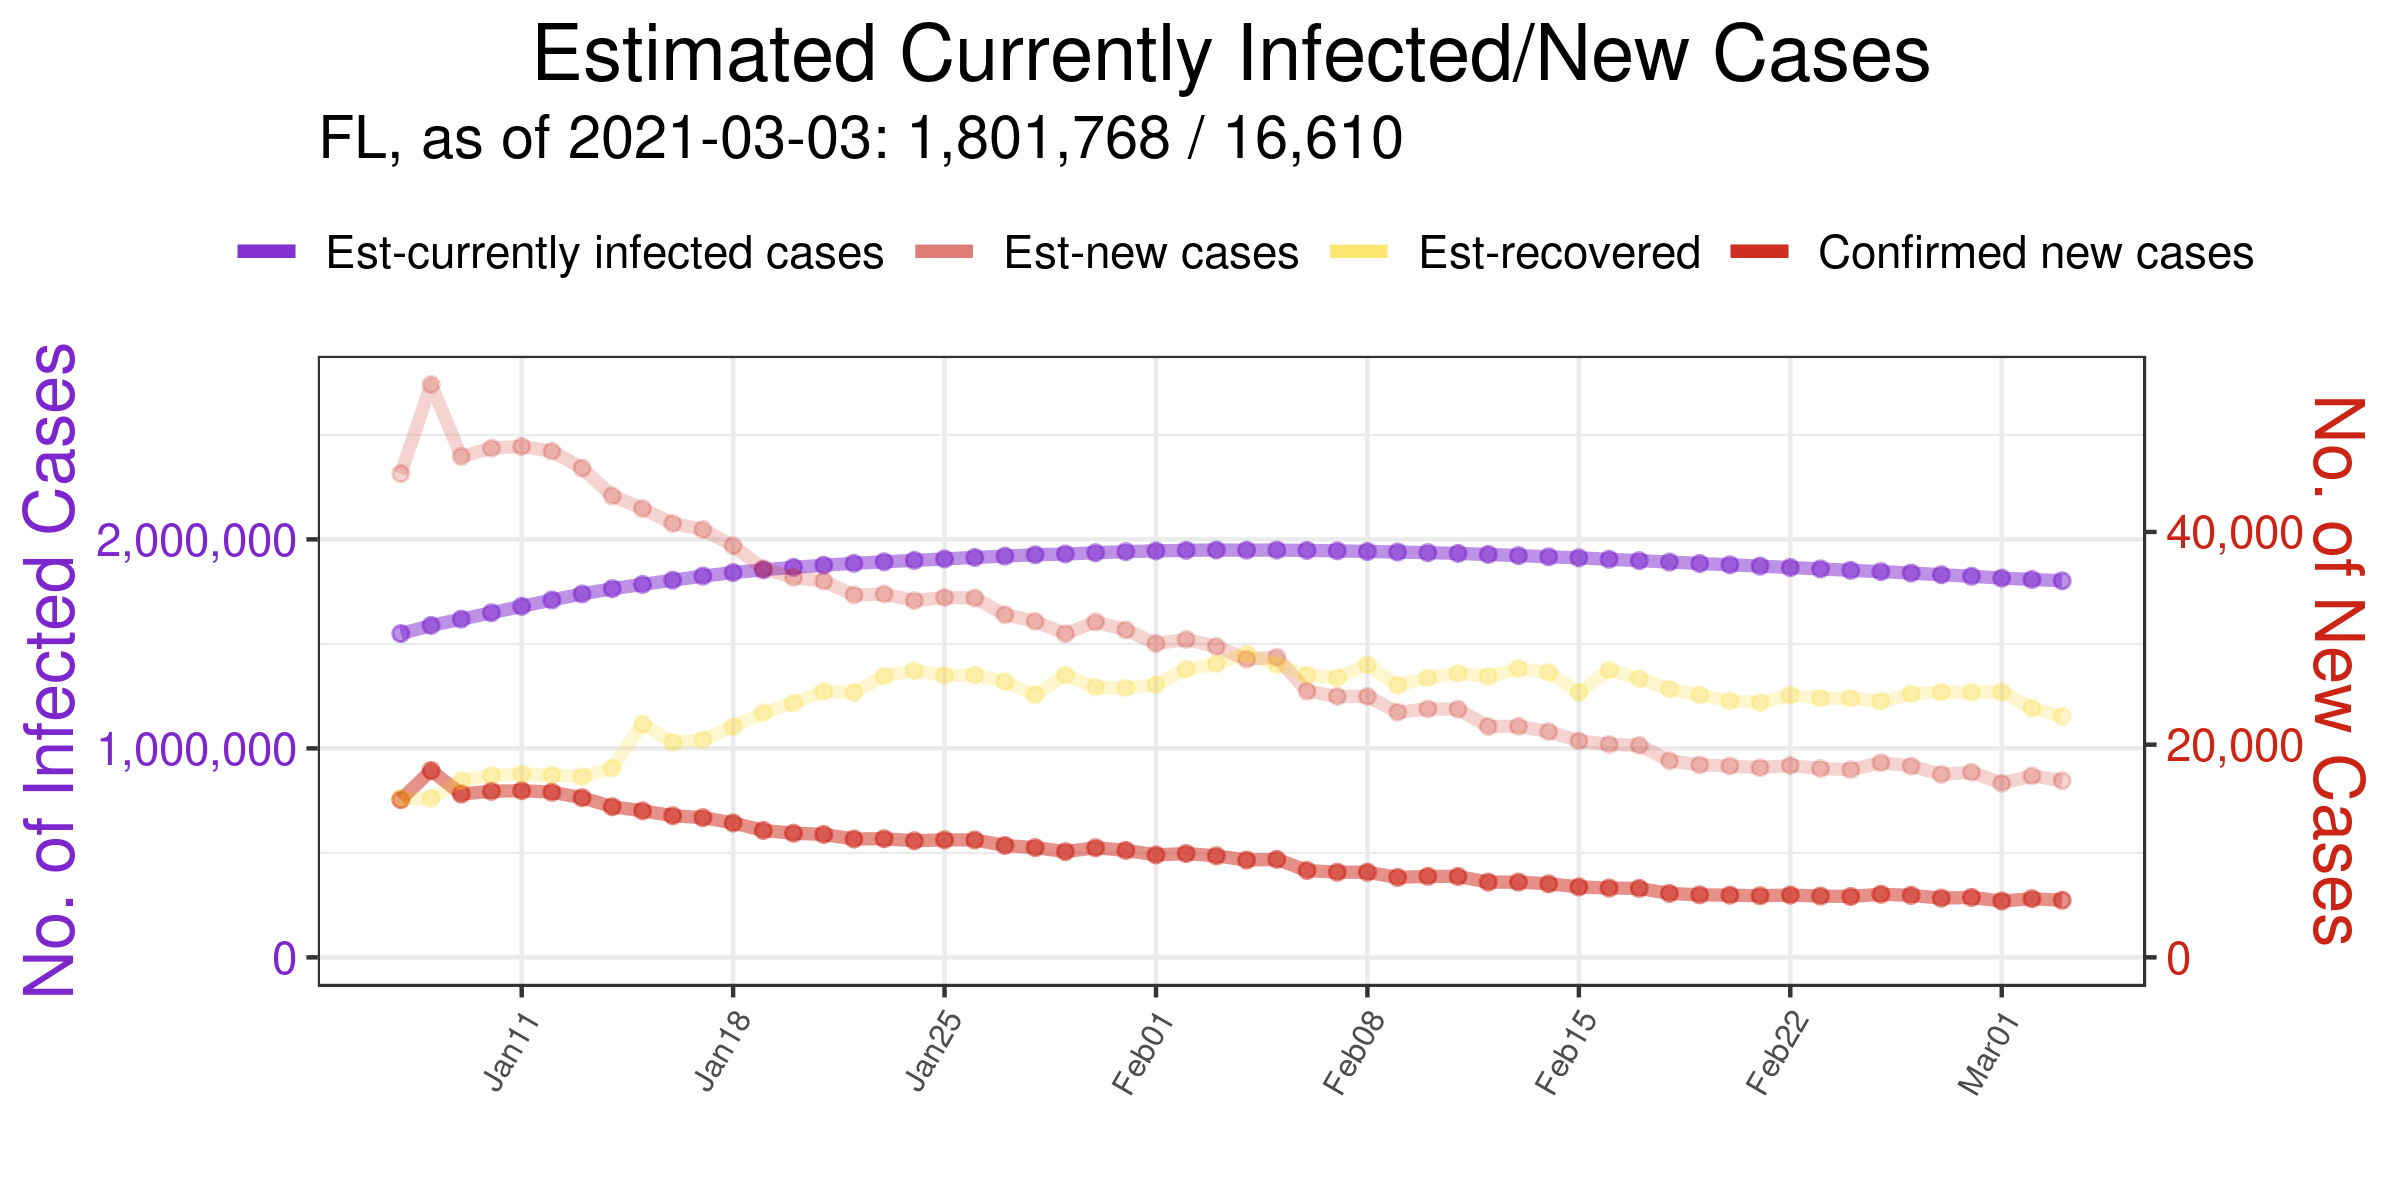 Estimated Currently Infected/New Cases
FL, as of 2021-03-03: 1,801,768 / 16,610
Est-currently infected cases Est-new cases Est-recovered Confirmed new cases
No. of Infected Cases
2,000,000
1,000,000
0
No. of New Cases
40,000
20,000
0
Jan11 Jan18 Jan25 Feb01 Feb08 Feb15 Feb22 Mar01